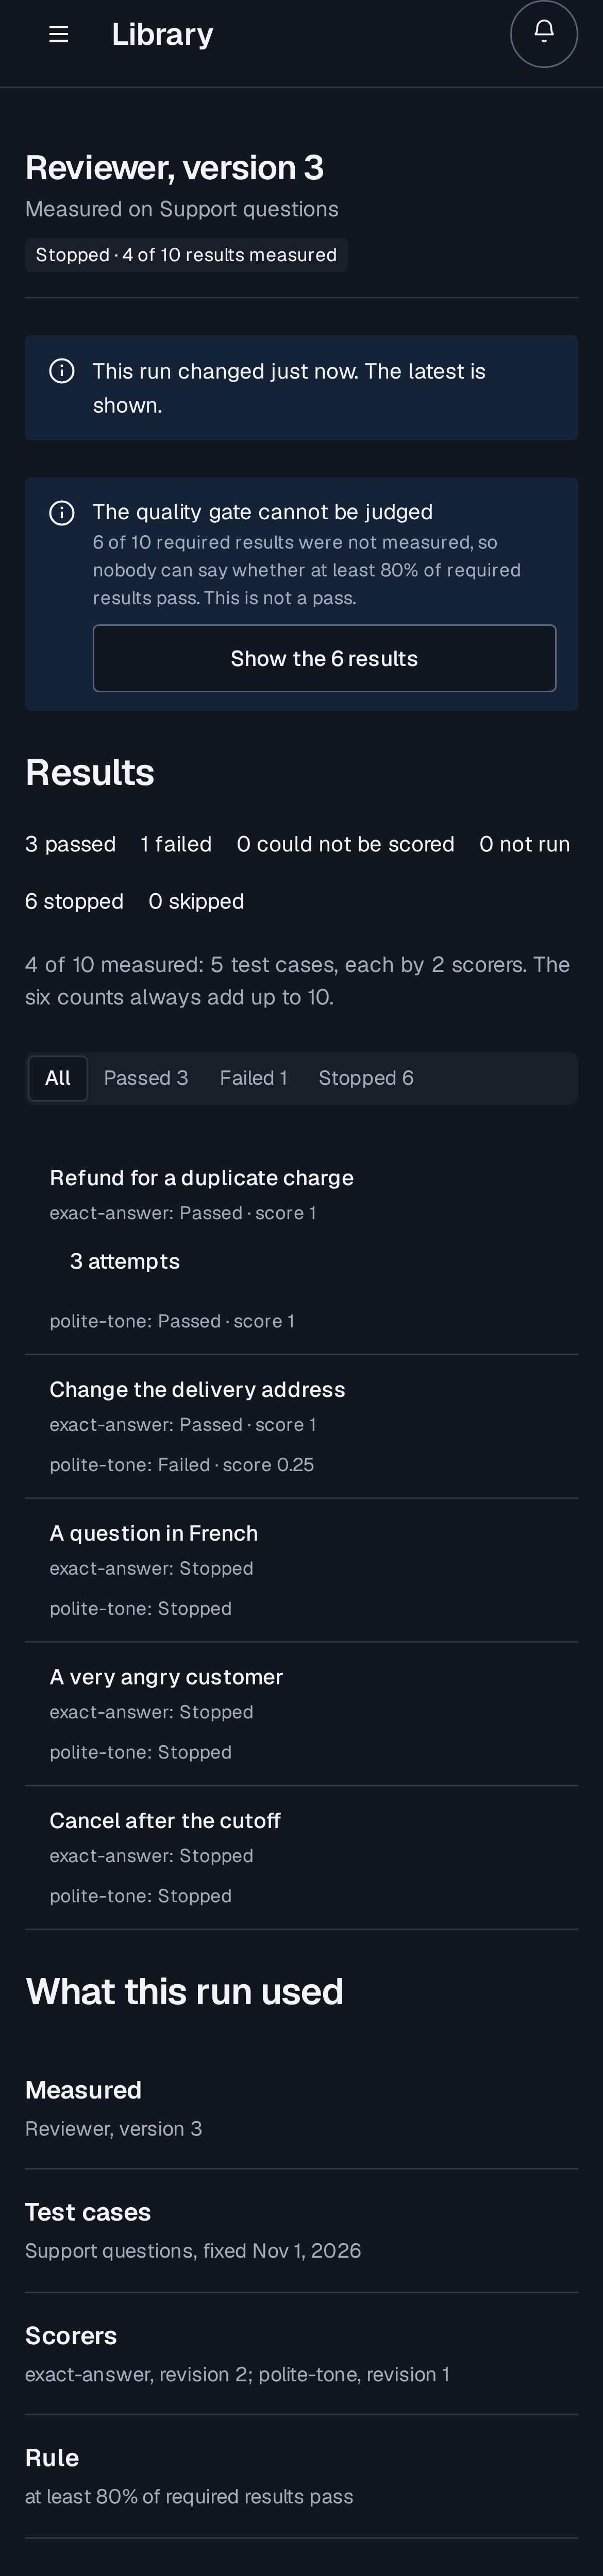 Library
Reviewer, version 3
Measured on Support questions
Stopped · 4 of 10 results measured
This run changed just now. The latest is
shown.
The quality gate cannot be judged
6 of 10 required results were not measured, so
nobody can say whether at least 80% of required
results pass. This is not a pass.
Show the 6 results
Results
3 passed 1 failed 0 could not be scored 0 not run
6 stopped 0 skipped
4 of 10 measured: 5 test cases, each by 2 scorers. The
six counts always add up to 10.
All Passed 3 Failed 1 Stopped 6
Refund for a duplicate charge
exact-answer: Passed · score 1
3 attempts
polite-tone: Passed · score 1
Change the delivery address
exact-answer: Passed · score 1
polite-tone: Failed · score 0.25
A question in French
exact-answer: Stopped
polite-tone: Stopped
A very angry customer
exact-answer: Stopped
polite-tone: Stopped
Cancel after the cutoff
exact-answer: Stopped
polite-tone: Stopped
What this run used
Measured
Reviewer, version 3
Test cases
Support questions, fixed Nov 1, 2026
Scorers
exact-answer, revision 2; polite-tone, revision 1
Rule
at least 80% of required results pass